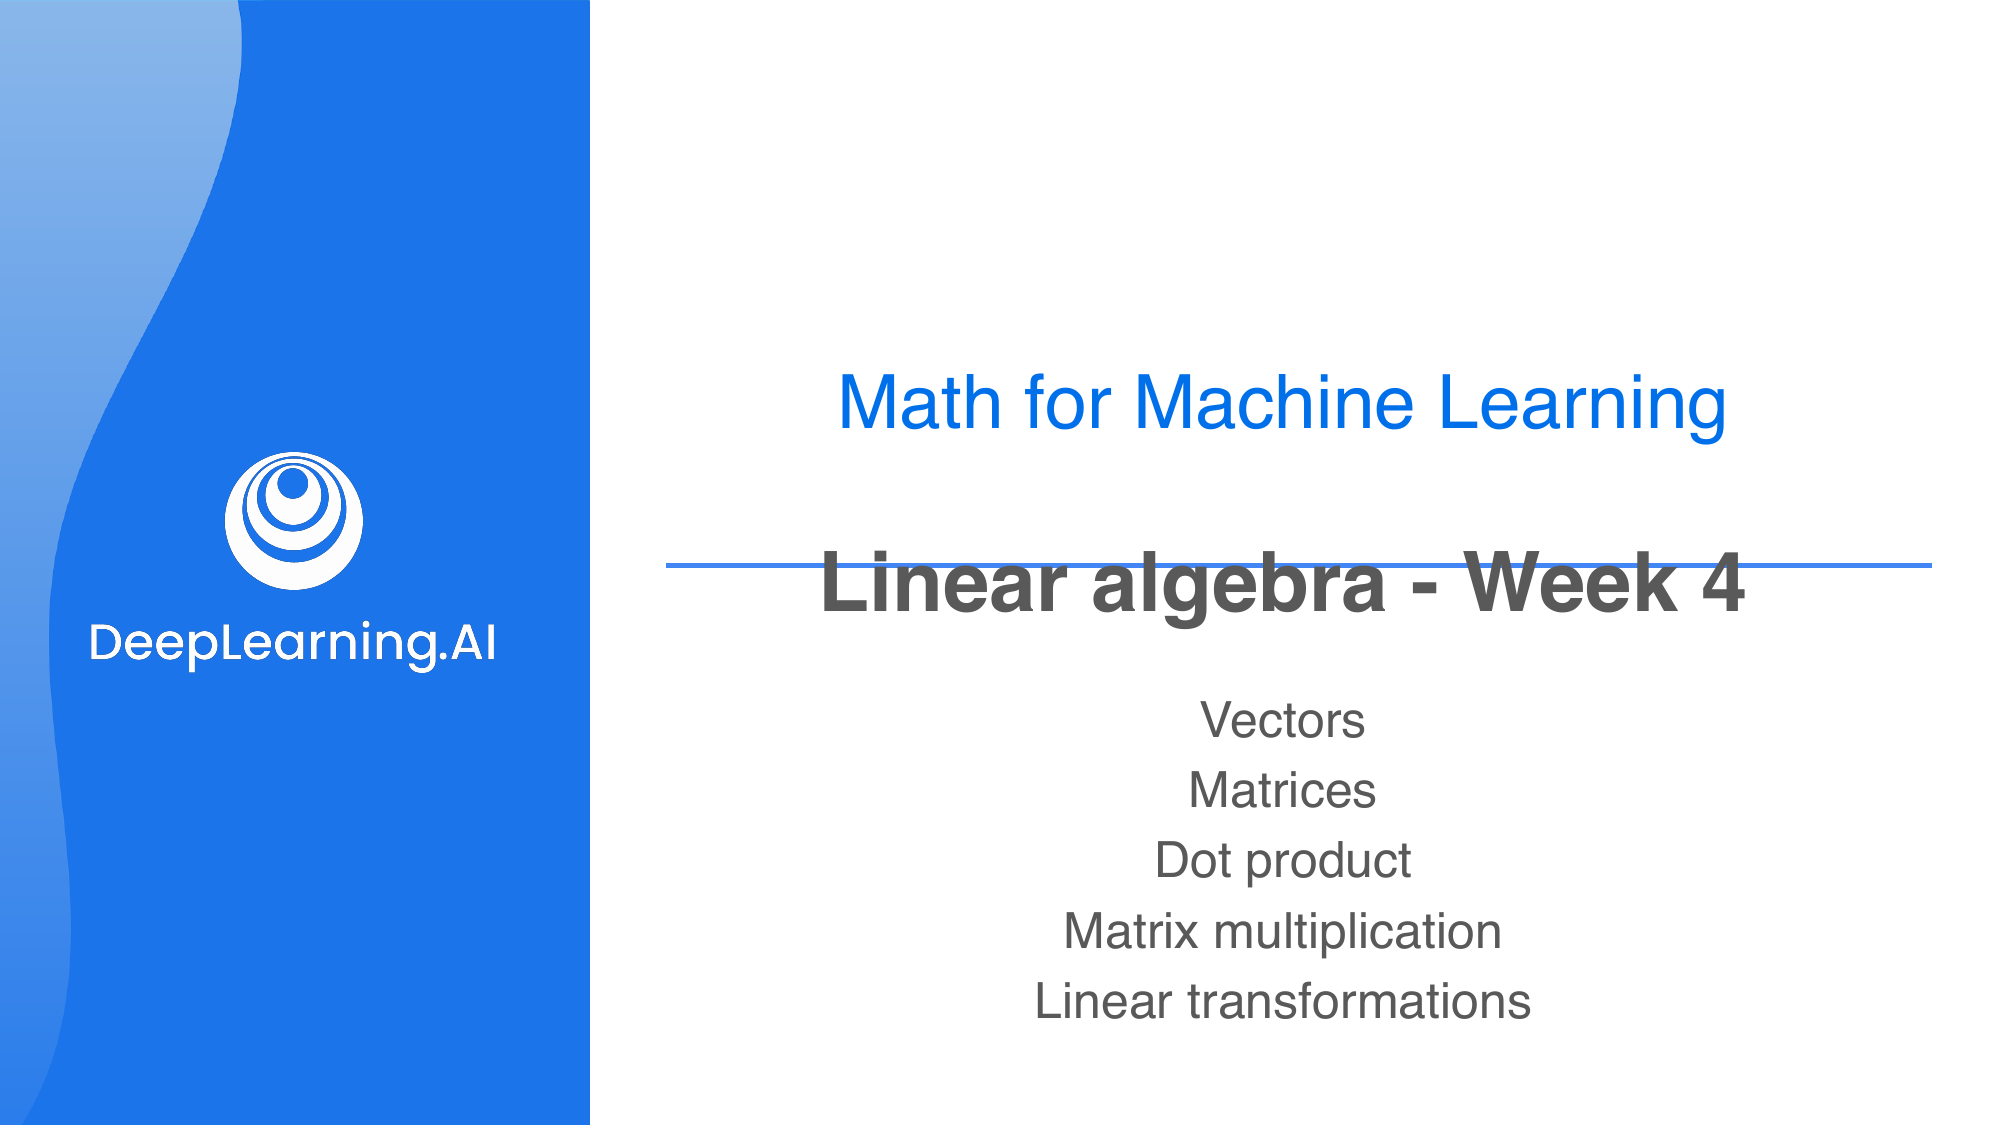 DeepLearning.AI
Math for Machine Learning
Linear algebra - Week 4
Vectors
Matrices
Dot product
Matrix multiplication
Linear transformations